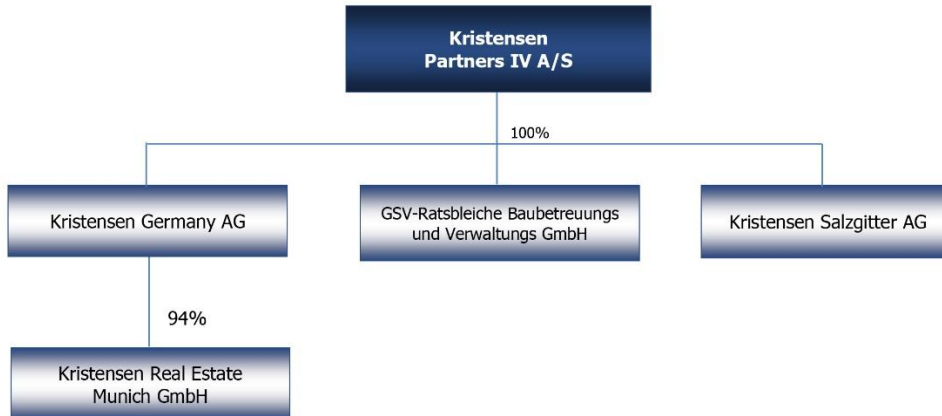 Kristensen
Partners IV A/S
100%
Kristensen Germany AG
GSV-Ratsbleiche Baubetreuungs
und Verwaltungs GmbH
Kristensen Salzgitter AG
94%
Kristensen Real Estate
Munich GmbH